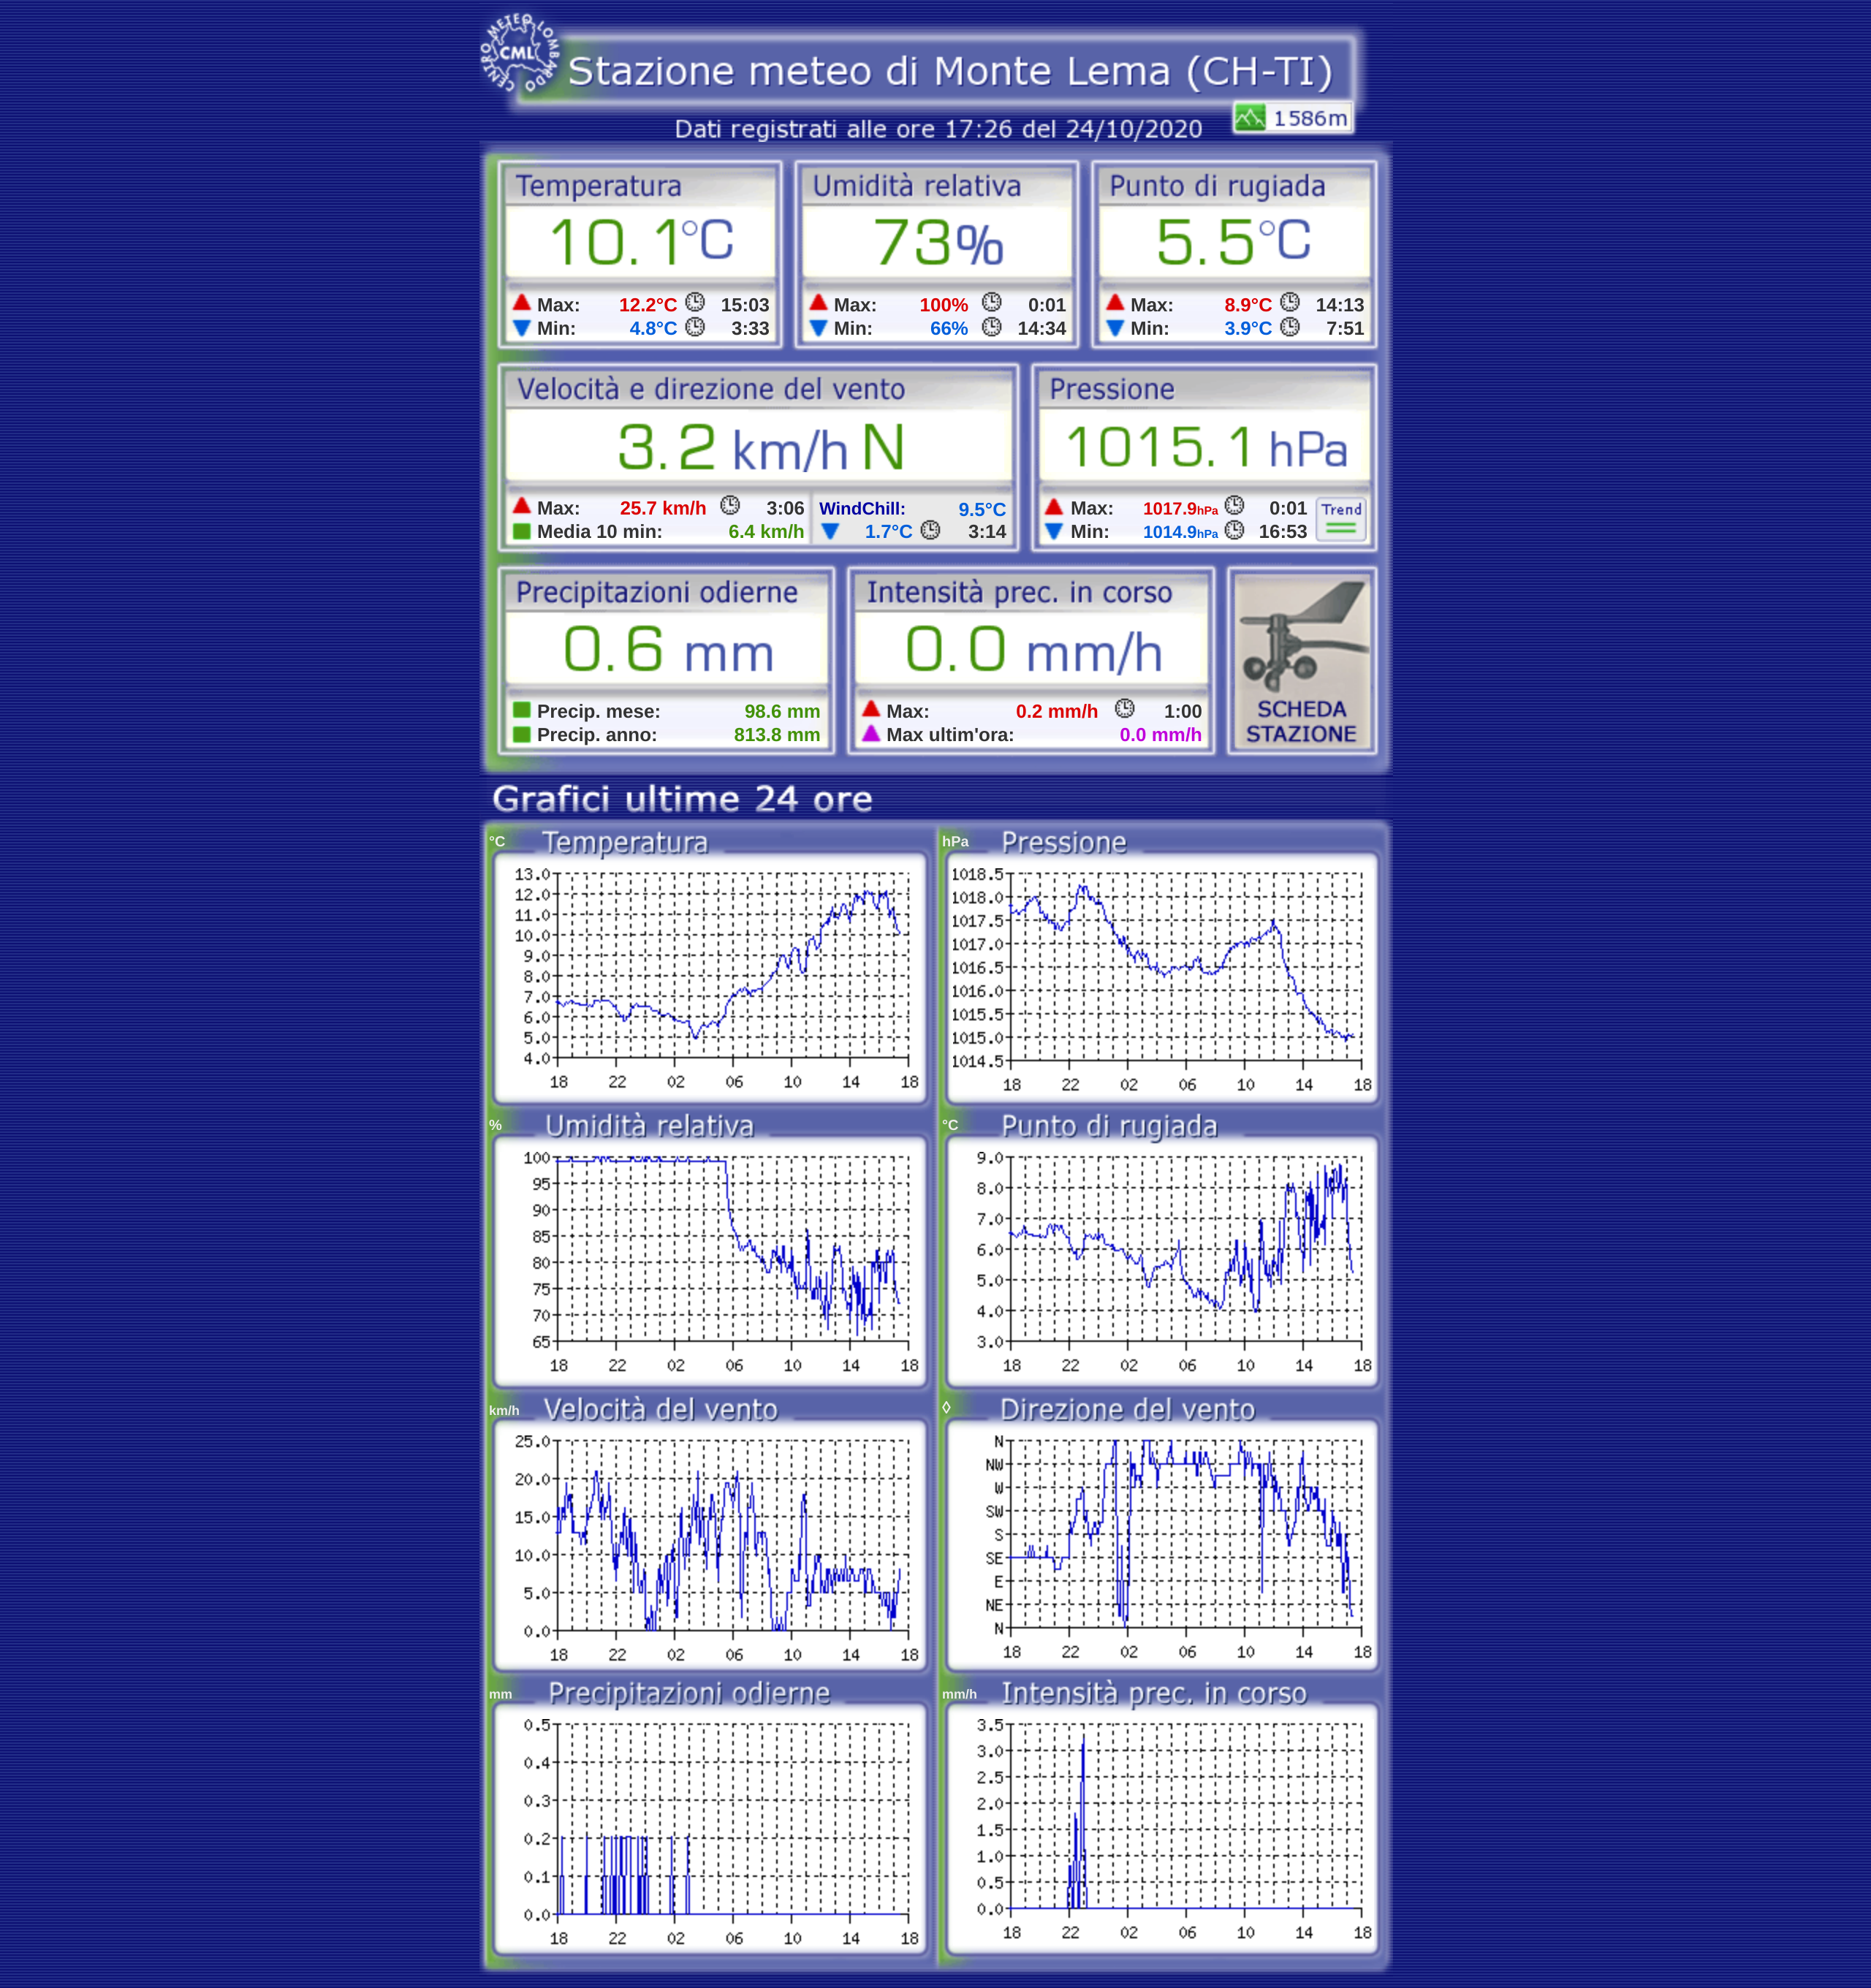 CENTRO METEO LOMBARDO
CML
Stazione meteo di Monte Lema (CH-TI)
1586m
Dati registrati alle ore 17:26 del 24/10/2020
Temperatura
10.1°C
Max: 12.2°C 15:03
Min: 4.8°C 3:33
Umidità relativa
73%
Max: 100% 0:01
Min: 66% 14:34
Punto di rugiada
5.5°C
Max: 8.9°C 14:13
Min: 3.9°C 7:51
Velocità e direzione del vento
3.2 km/h N
Max: 25.7 km/h 3:06
Media 10 min: 6.4 km/h
WindChill: 9.5°C
1.7°C 3:14
Pressione
1015.1 hPa
Max: 1017.9hPa 0:01
Min: 1014.9hPa 16:53
Trend
Precipitazioni odierne
0.6 mm
Precip. mese: 98.6 mm
Precip. anno: 813.8 mm
Intensità prec. in corso
0.0 mm/h
Max: 0.2 mm/h 1:00
Max ultim'ora: 0.0 mm/h
SCHEDA
STAZIONE
Grafici ultime 24 ore
°C Temperatura
13.0
12.0
11.0
10.0
9.0
8.0
7.0
6.0
5.0
4.0
18 22 02 06 10 14 18
hPa Pressione
1018.5
1018.0
1017.5
1017.0
1016.5
1016.0
1015.5
1015.0
1014.5
18 22 02 06 10 14 18
% Umidità relativa
100
95
90
85
80
75
70
65
18 22 02 06 10 14 18
°C Punto di rugiada
9.0
8.0
7.0
6.0
5.0
4.0
3.0
18 22 02 06 10 14 18
km/h Velocità del vento
25.0
20.0
15.0
10.0
5.0
0.0
18 22 02 06 10 14 18
◊ Direzione del vento
N
NW
W
SW
S
SE
E
NE
N
18 22 02 06 10 14 18
mm Precipitazioni odierne
0.5
0.4
0.3
0.2
0.1
0.0
18 22 02 06 10 14 18
mm/h Intensità prec. in corso
3.5
3.0
2.5
2.0
1.5
1.0
0.5
0.0
18 22 02 06 10 14 18